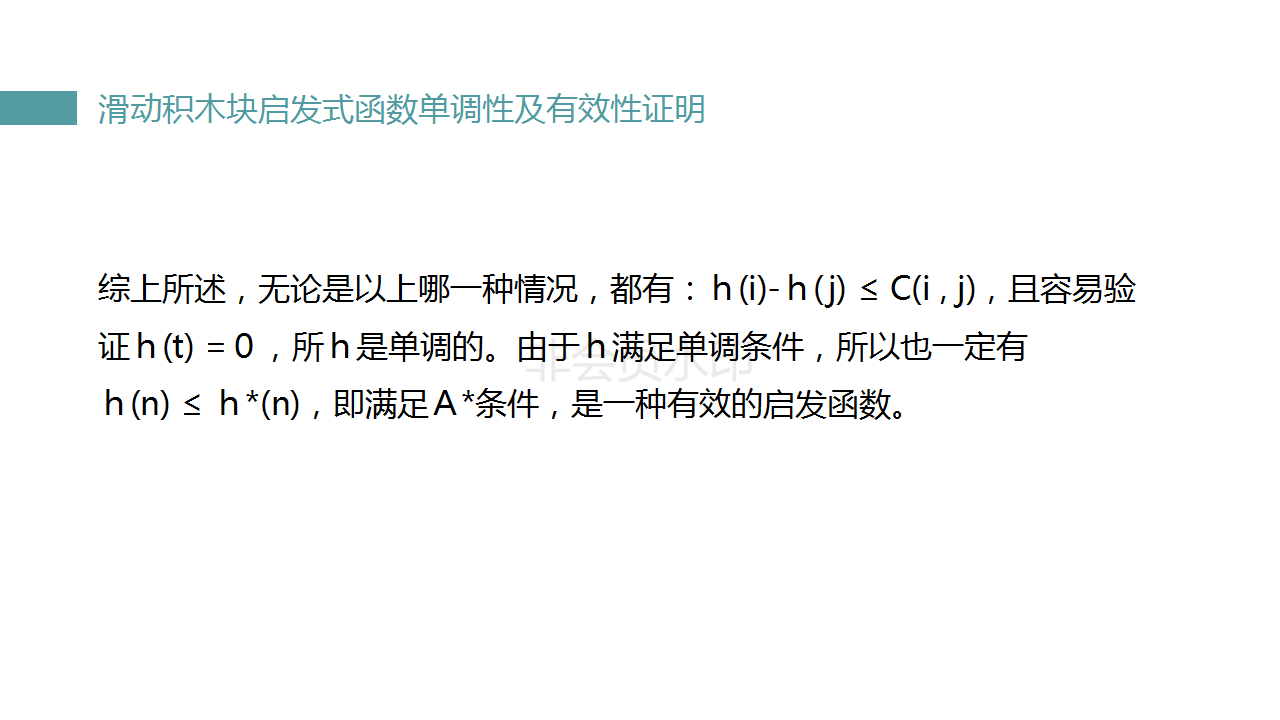 滑动积木块启发式函数单调性及有效性证明
综上所述，无论是以上哪一种情况，都有：h(i)-h(j) ≤ C(i , j)，且容易验
证h(t) = 0 ，所h是单调的。由于h满足单调条件，所以也一定有
非会员水印
h(n) ≤ h*(n)，即满足A*条件，是一种有效的启发函数。